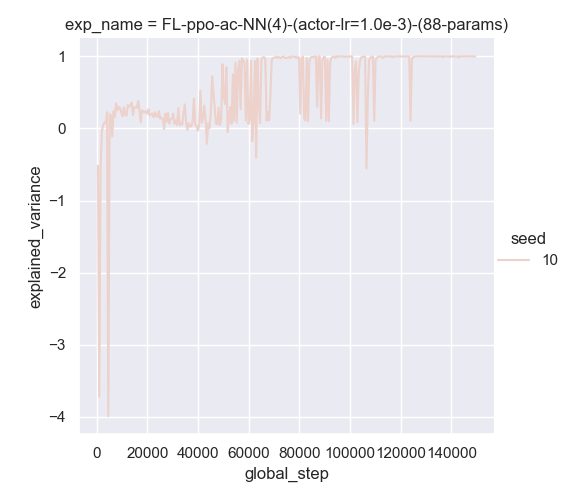 exp_name = FL-ppo-ac-NN(4)-(actor-lr=1.0e-3)-(88-params)
1
0
−1
−2
−3
−4
explained_variance
0 20000 40000 60000 80000 100000 120000 140000
global_step
seed
10